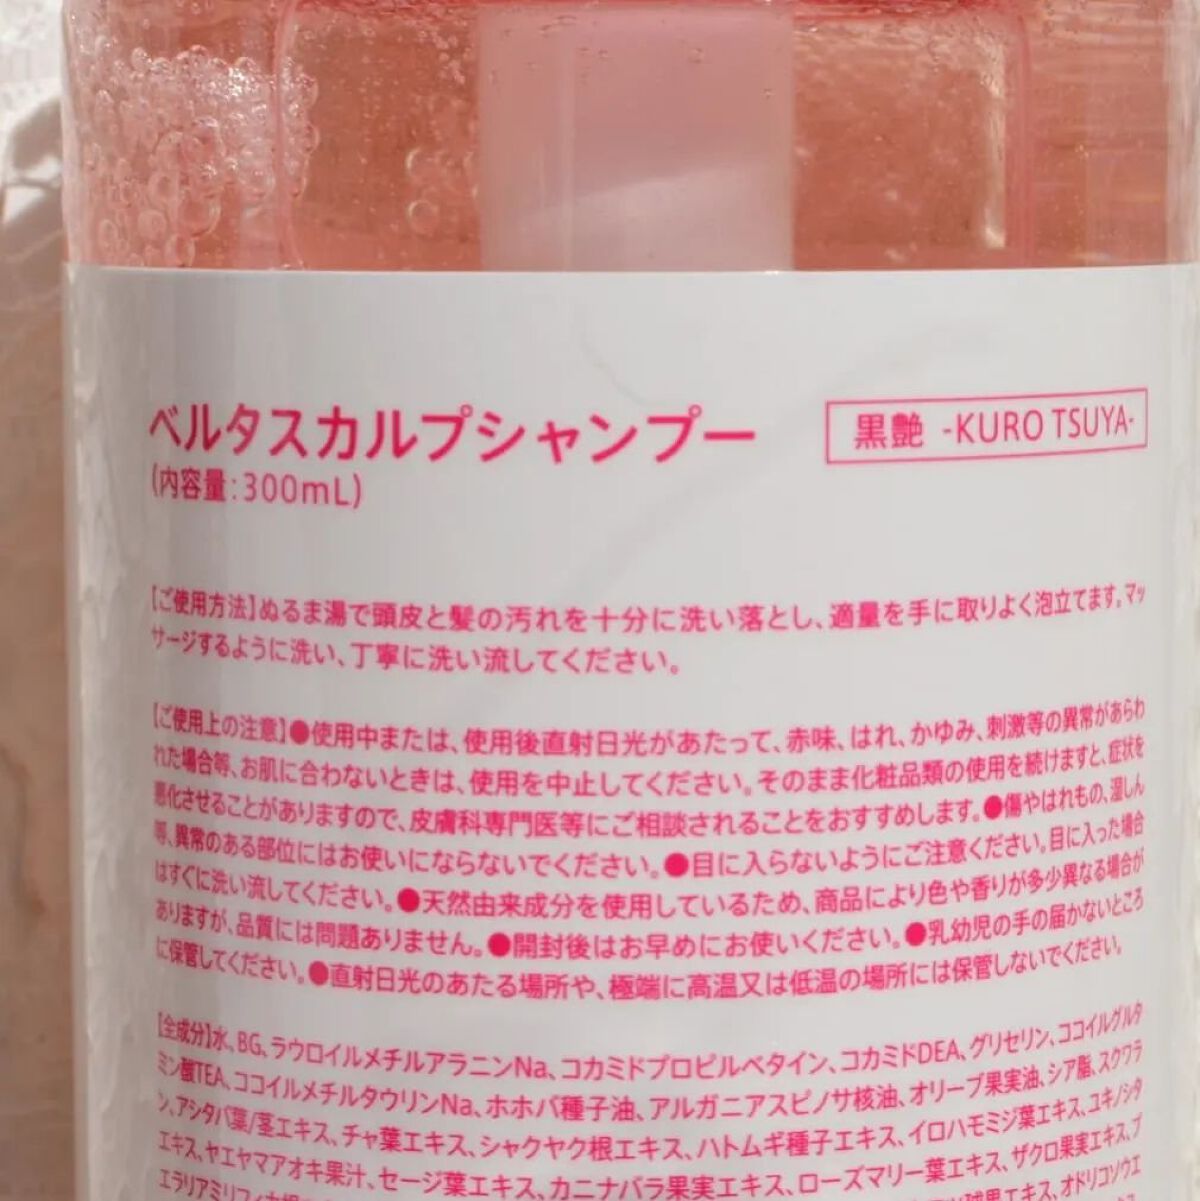 ベルタスカルプシャンプー
黒艶 -KURO TSUYA-
(内容量:300mL)
【ご使用方法】ぬるま湯で頭皮と髪の汚れを十分に洗い落とし、適量を手に取りよく泡立てます。マッ
サージするように洗い、丁寧に洗い流してください。
【ご使用上の注意】●使用中または、使用後直射日光があたって、赤味、はれ、かゆみ、刺激等の異常があらわ
れた場合等、お肌に合わないときは、使用を中止してください。そのまま化粧品類の使用を続けますと、症状を
悪化させることがありますので、皮膚科専門医等にご相談されることをおすすめします。●傷やはれもの、湿しん
等、異常のある部位にはお使いにならないでください。●目に入らないようにご注意ください。目に入った場合
はすぐに洗い流してください。●天然由来成分を使用しているため、商品により色や香りが多少異なる場合が
ありますが、品質には問題ありません。●開封後はお早めにお使いください。●乳幼児の手の届かないところ
に保管してください。●直射日光のあたる場所や、極端に高温又は低温の場所には保管しないでください。
【全成分】水、BG、ラウロイルメチルアラニンNa、コカミドプロピルベタイン、コカミドDEA、グリセリン、ココイルグルタ
ミン酸TEA、ココイルメチルタウリンNa、ホホバ種子油、アルガニアスピノサ核油、オリーブ果実油、シア脂、スクワラ
ン、アシタバ葉/茎エキス、チャ葉エキス、シャクヤク根エキス、ハトムギ種子エキス、イロハモミジ葉エキス、ユキノシタ
エキス、ヤエヤマアオキ果汁、セージ葉エキス、カニナバラ果実エキス、ローズマリー葉エキス、ザクロ果実エキス、プ
エラリアミリフィカ根 球果エキス、オドリコソウエ